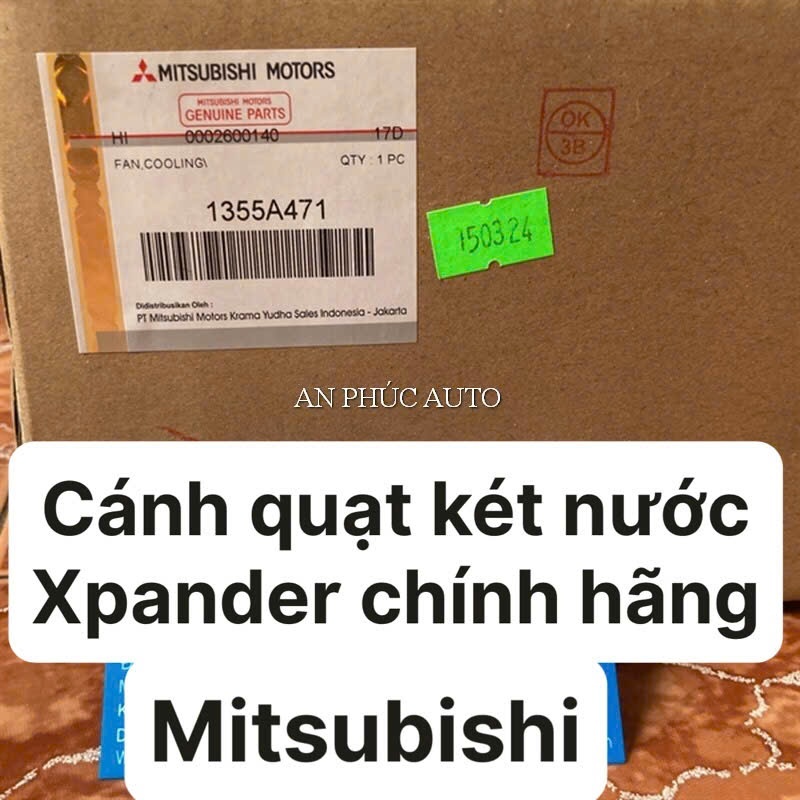 MITSUBISHI MOTORS
MITSUBISHI MOTORS
GENUINE PARTS
HI 0002600140 17D
FAN,COOLING\ QTY : 1 PC
1355A471
Didistribusikan Oleh :
PT Mitsubishi Motors Krama Yudha Sales Indonesia - Jakarta
OK
3B
150324
AN PHÚC AUTO
Cánh quạt két nước
Xpander chính hãng
Mitsubishi